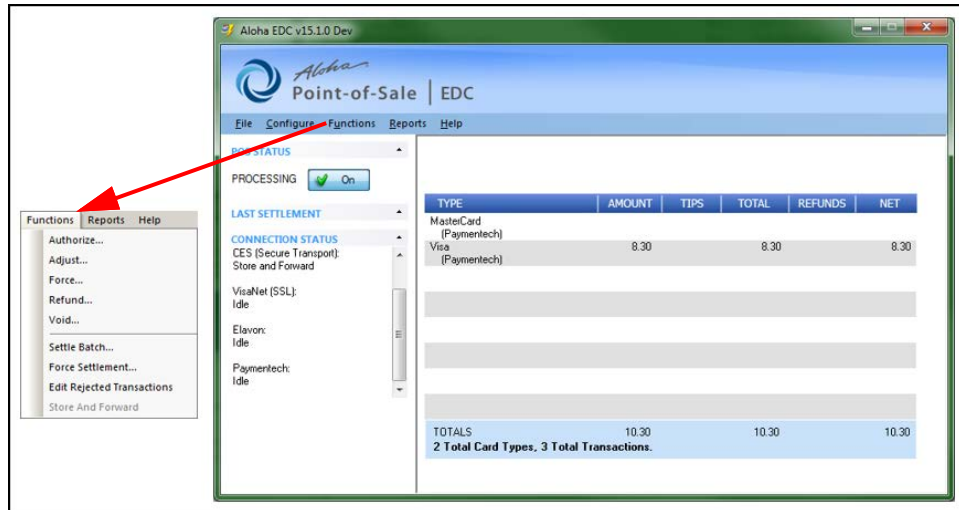 Aloha EDC v15.1.0 Dev
Aloha
Point-of-Sale | EDC
File Configure Functions Reports Help
POS STATUS
PROCESSING On
LAST SETTLEMENT
CONNECTION STATUS
CES (Secure Transport):
Store and Forward
VisaNet (SSL):
Idle
Elavon:
Idle
Paymentech:
Idle
TYPE AMOUNT TIPS TOTAL REFUNDS NET
MasterCard
(Paymentech)
Visa 8.30 8.30 8.30
(Paymentech)
TOTALS 10.30 10.30 10.30
2 Total Card Types, 3 Total Transactions.
Functions Reports Help
Authorize...
Adjust...
Force...
Refund...
Void...
Settle Batch...
Force Settlement...
Edit Rejected Transactions
Store And Forward